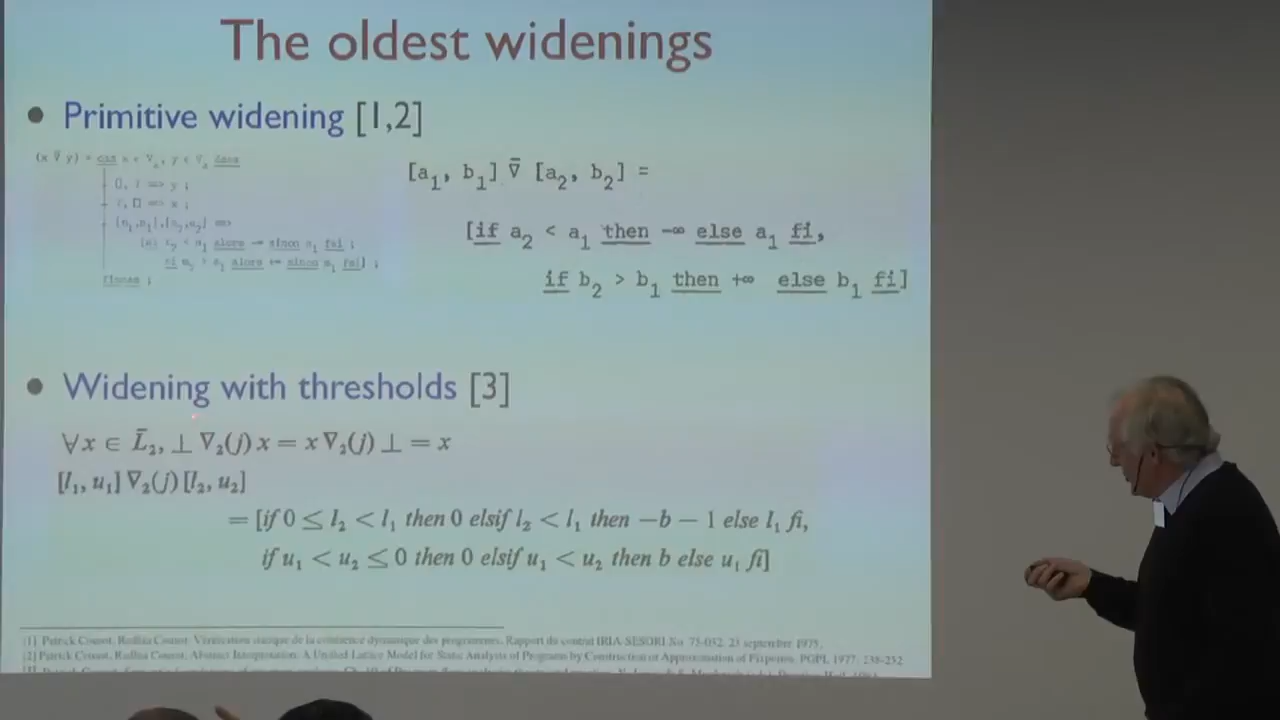 The oldest widenings
• Primitive widening [1,2]
[a₁, b₁] ∇̄ [a₂, b₂] =
[if a₂ < a₁ then -∞ else a₁ fi,
if b₂ > b₁ then +∞ else b₁ fi]
• Widening with thresholds [3]
∀x ∈ L̄₂, ⊥ ∇₂(j) x = x ∇₂(j) ⊥ = x
[l₁, u₁] ∇₂(j) [l₂, u₂]
= [if 0 ≤ l₂ < l₁ then 0 elsif l₂ < l₁ then −b − 1 else l₁ fi,
if u₁ < u₂ ≤ 0 then 0 elsif u₁ < u₂ then b else u₁ fi]
[1] Patrick Cousot, Radhia Cousot. Vérification statique de la cohérence dynamique des programmes. Rapport du contrat IRIA-SESORI No. 75-032, 23 septembre 1975.
[2] Patrick Cousot, Radhia Cousot: Abstract Interpretation: A Unified Lattice Model for Static Analysis of Programs by Construction or Approximation of Fixpoints. POPL 1977: 238-252